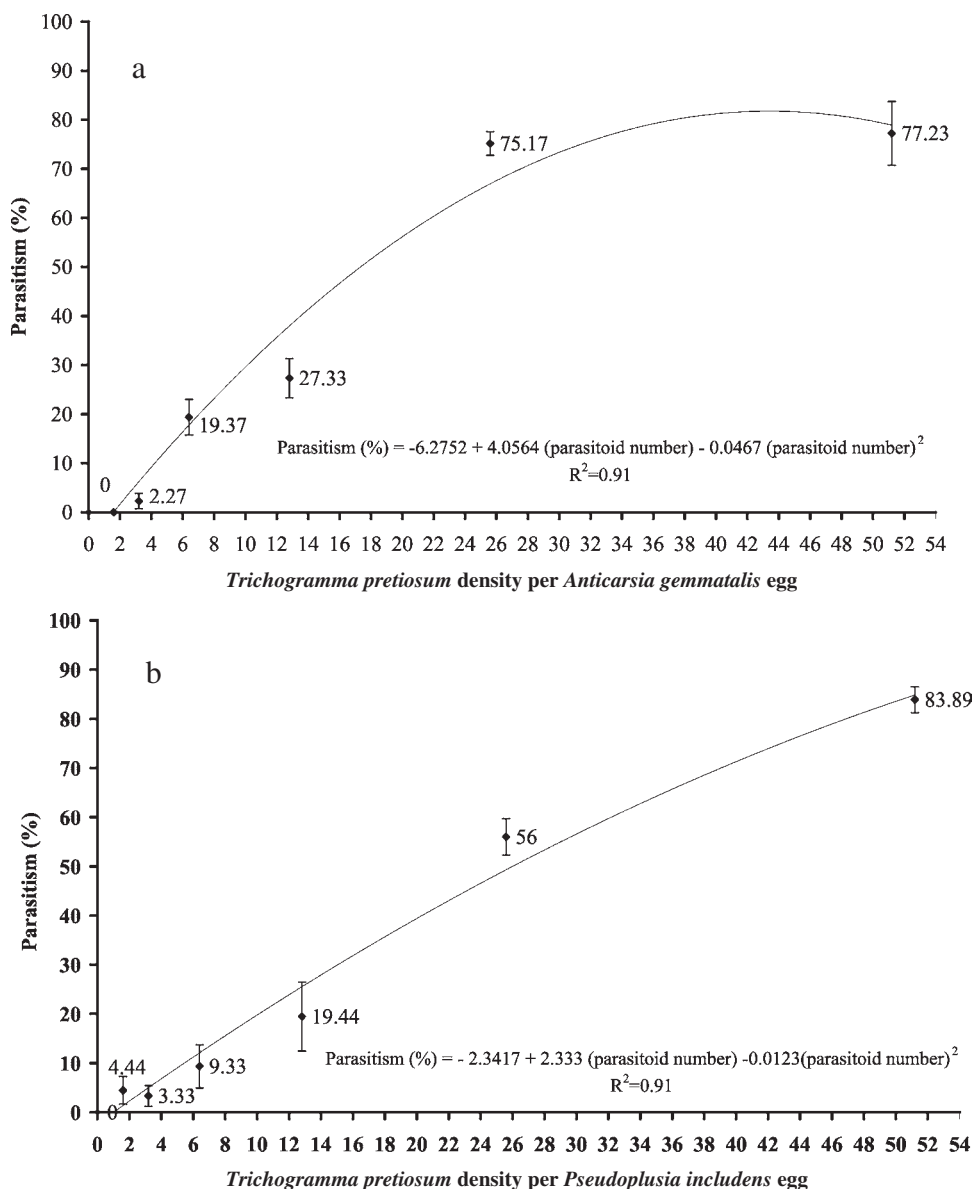 a
Parasitism (%)
100
90
80
70
60
50
40
30
20
10
0
0
2.27
19.37
27.33
75.17
77.23
Parasitism (%) = -6.2752 + 4.0564 (parasitoid number) - 0.0467 (parasitoid number)2
R2=0.91
0 2 4 6 8 10 12 14 16 18 20 22 24 26 28 30 32 34 36 38 40 42 44 46 48 50 52 54
Trichogramma pretiosum density per Anticarsia gemmatalis egg
b
Parasitism (%)
100
90
80
70
60
50
40
30
20
10
0
0
4.44
3.33
9.33
19.44
56
83.89
Parasitism (%) = - 2.3417 + 2.333 (parasitoid number) -0.0123(parasitoid number)2
R2=0.91
0 2 4 6 8 10 12 14 16 18 20 22 24 26 28 30 32 34 36 38 40 42 44 46 48 50 52 54
Trichogramma pretiosum density per Pseudoplusia includens egg